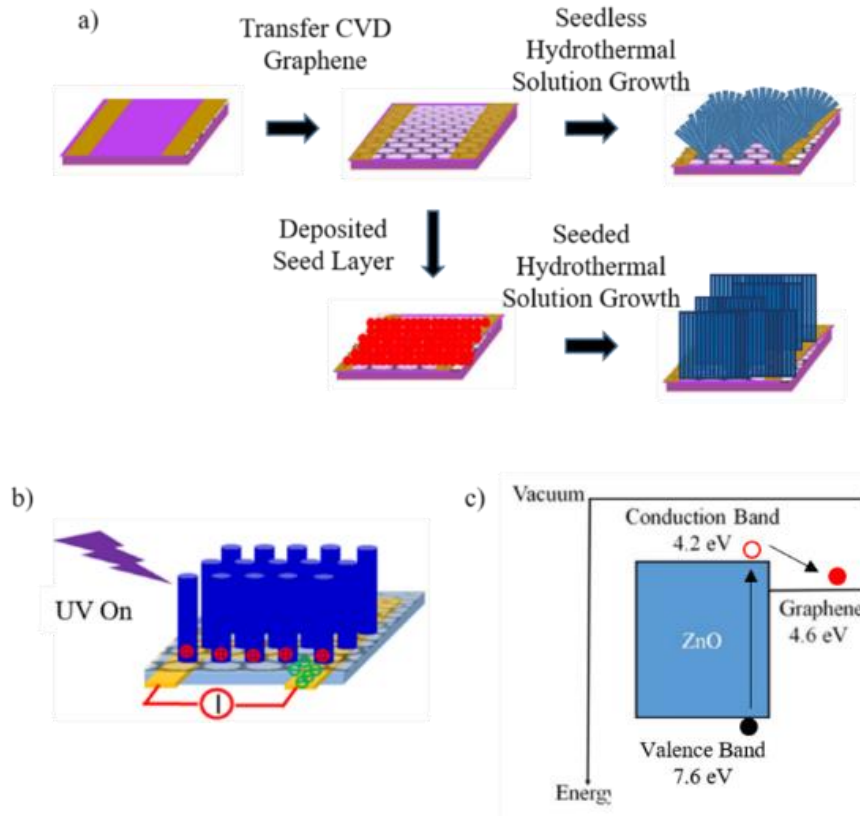 a)
Transfer CVD
Graphene
Seedless
Hydrothermal
Solution Growth
Deposited
Seed Layer
Seeded
Hydrothermal
Solution Growth
b)
UV On
I
c)
Vacuum
Conduction Band
4.2 eV
Graphene
4.6 eV
ZnO
Valence Band
7.6 eV
Energy